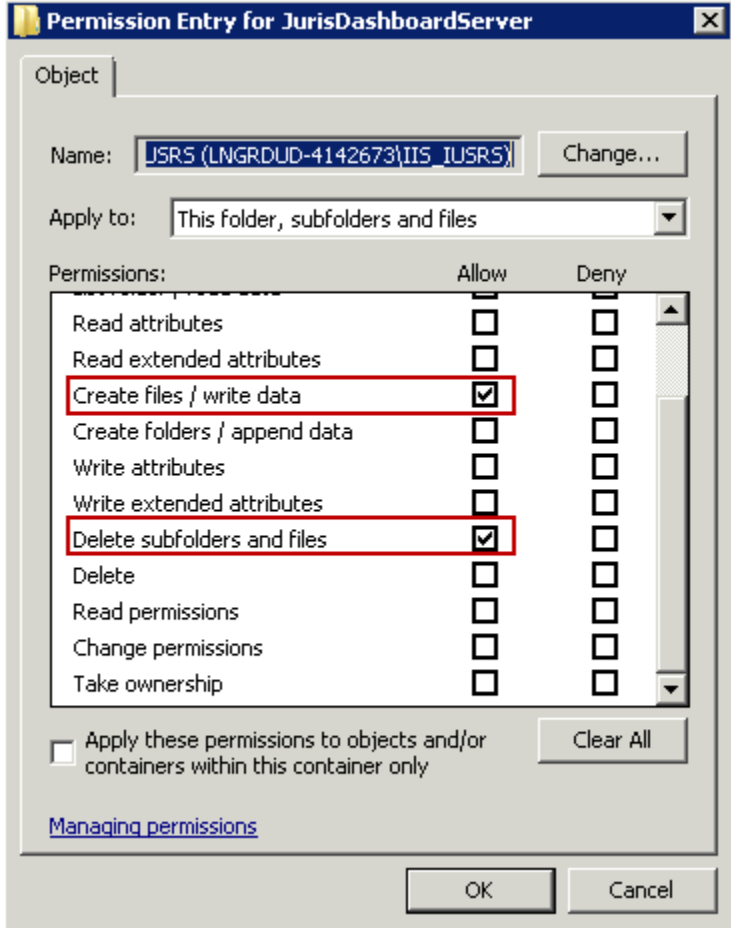 Permission Entry for JurisDashboardServer
Object
Name: JSRS (LNGRDUD-4142673\IIS_IUSRS) Change...
Apply to: This folder, subfolders and files
Permissions: Allow Deny
Read attributes
Read extended attributes
Create files / write data
Create folders / append data
Write attributes
Write extended attributes
Delete subfolders and files
Delete
Read permissions
Change permissions
Take ownership
Apply these permissions to objects and/or
containers within this container only
Clear All
Managing permissions
OK Cancel